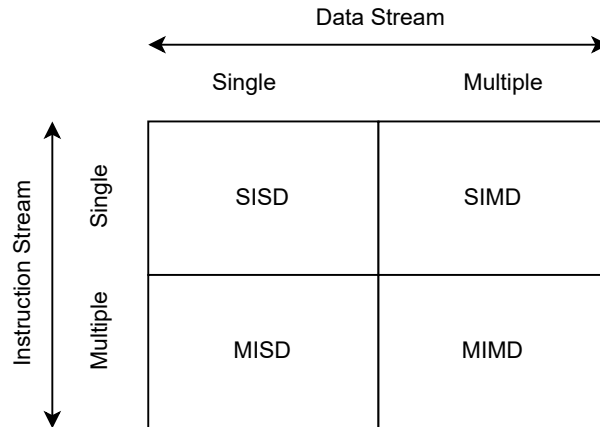 Data Stream
Single Multiple
Instruction Stream
Single
SISD SIMD
Multiple
MISD MIMD